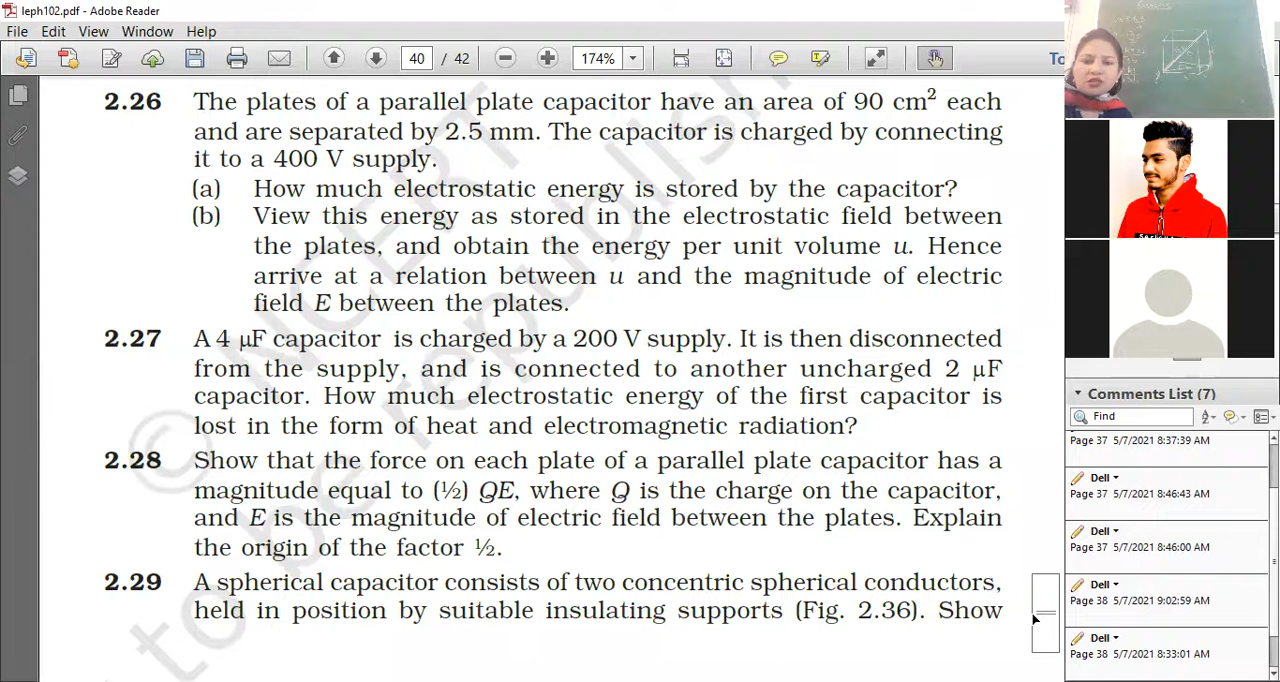 leph102.pdf - Adobe Reader
File Edit View Window Help
40 / 42 174% To
2.26 The plates of a parallel plate capacitor have an area of 90 cm² each
and are separated by 2.5 mm. The capacitor is charged by connecting
it to a 400 V supply.
(a) How much electrostatic energy is stored by the capacitor?
(b) View this energy as stored in the electrostatic field between
the plates, and obtain the energy per unit volume u. Hence
arrive at a relation between u and the magnitude of electric
field E between the plates.
2.27 A 4 μF capacitor is charged by a 200 V supply. It is then disconnected
from the supply, and is connected to another uncharged 2 μF
capacitor. How much electrostatic energy of the first capacitor is
lost in the form of heat and electromagnetic radiation?
2.28 Show that the force on each plate of a parallel plate capacitor has a
magnitude equal to (½) QE, where Q is the charge on the capacitor,
and E is the magnitude of electric field between the plates. Explain
the origin of the factor ½.
2.29 A spherical capacitor consists of two concentric spherical conductors,
held in position by suitable insulating supports (Fig. 2.36). Show
© NCERT
to be republish
Comments List (7)
Find
Page 37 5/7/2021 8:37:39 AM
Dell
Page 37 5/7/2021 8:46:43 AM
Dell
Page 37 5/7/2021 8:46:00 AM
Dell
Page 38 5/7/2021 9:02:59 AM
Dell
Page 38 5/7/2021 8:33:01 AM